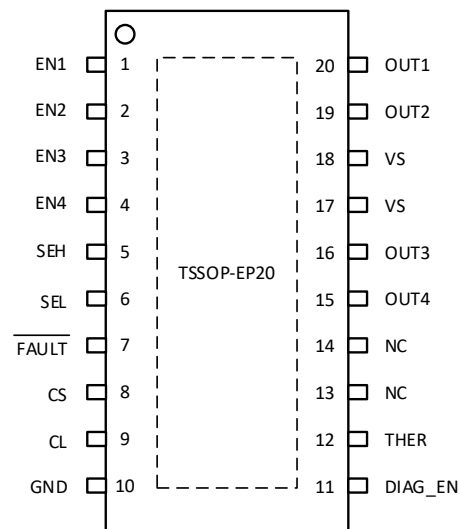 EN1 1 20 OUT1
EN2 2 19 OUT2
EN3 3 18 VS
EN4 4 17 VS
SEH 5 16 OUT3
TSSOP-EP20
SEL 6 15 OUT4
FAULT 7 14 NC
CS 8 13 NC
CL 9 12 THER
GND 10 11 DIAG_EN